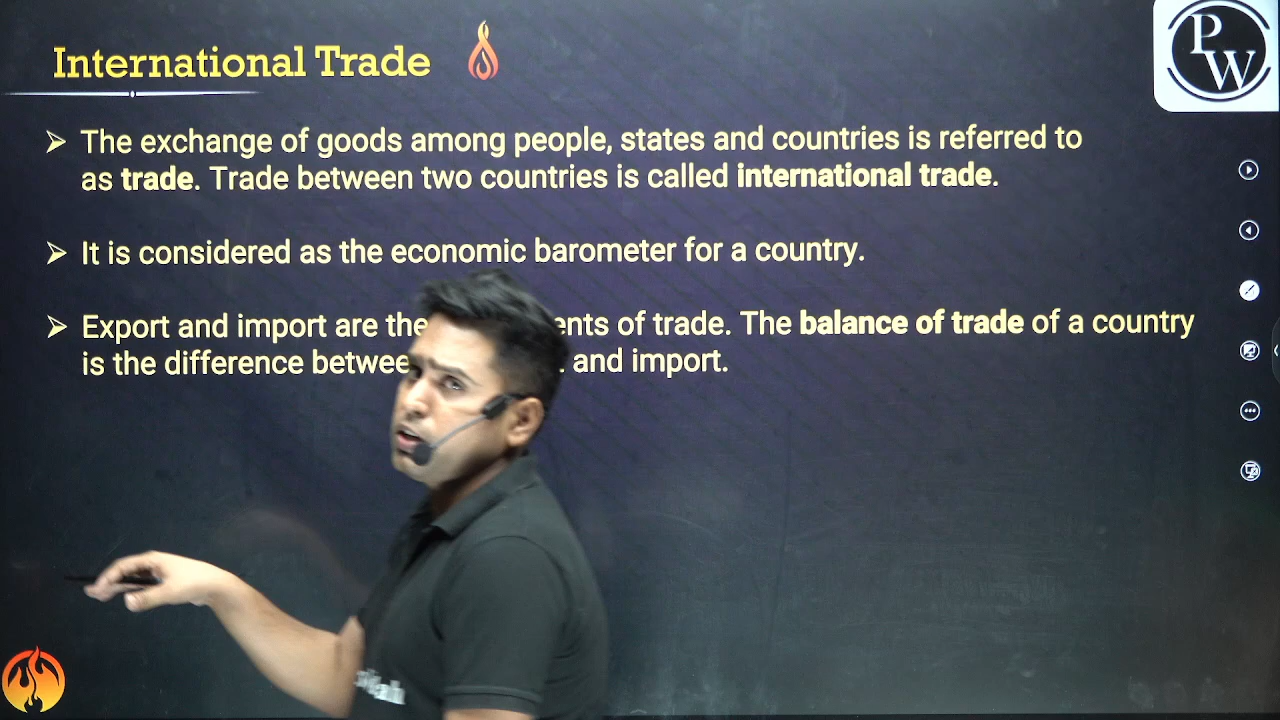 International Trade
PW
➤ The exchange of goods among people, states and countries is referred to
as trade. Trade between two countries is called international trade.
➤ It is considered as the economic barometer for a country.
➤ Export and import are the ents of trade. The balance of trade of a country
is the difference betwee and import.